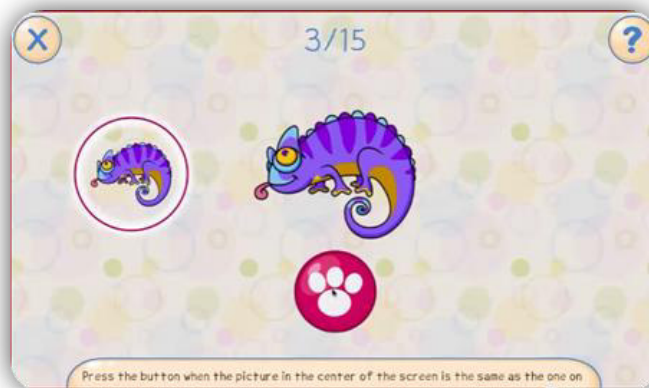 X
3/15
?
Press the button when the picture in the center of the screen is the same as the one on